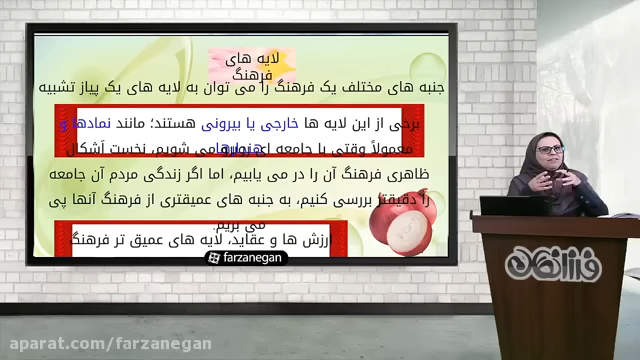 لایه های
فرهنگ
جنبه های مختلف یک فرهنگ را می توان به لایه های یک پیاز تشبیه
برخی از این لایه ها خارجی یا بیرونی هستند؛ مانند نمادها و
معمولاً وقتی با جامعه ای روبرو می شویم، نخست آشکال
ظاهری فرهنگ آن را در می یابیم، اما اگر زندگی مردم آن جامعه
را دقیقتر بررسی کنیم، به جنبه های عمیقتری از فرهنگ آنها پی
می بریم.
ارزش ها و عقاید، لایه های عمیق تر فرهنگ
farzanegan
فرزانگان
aparat.com/farzanegan